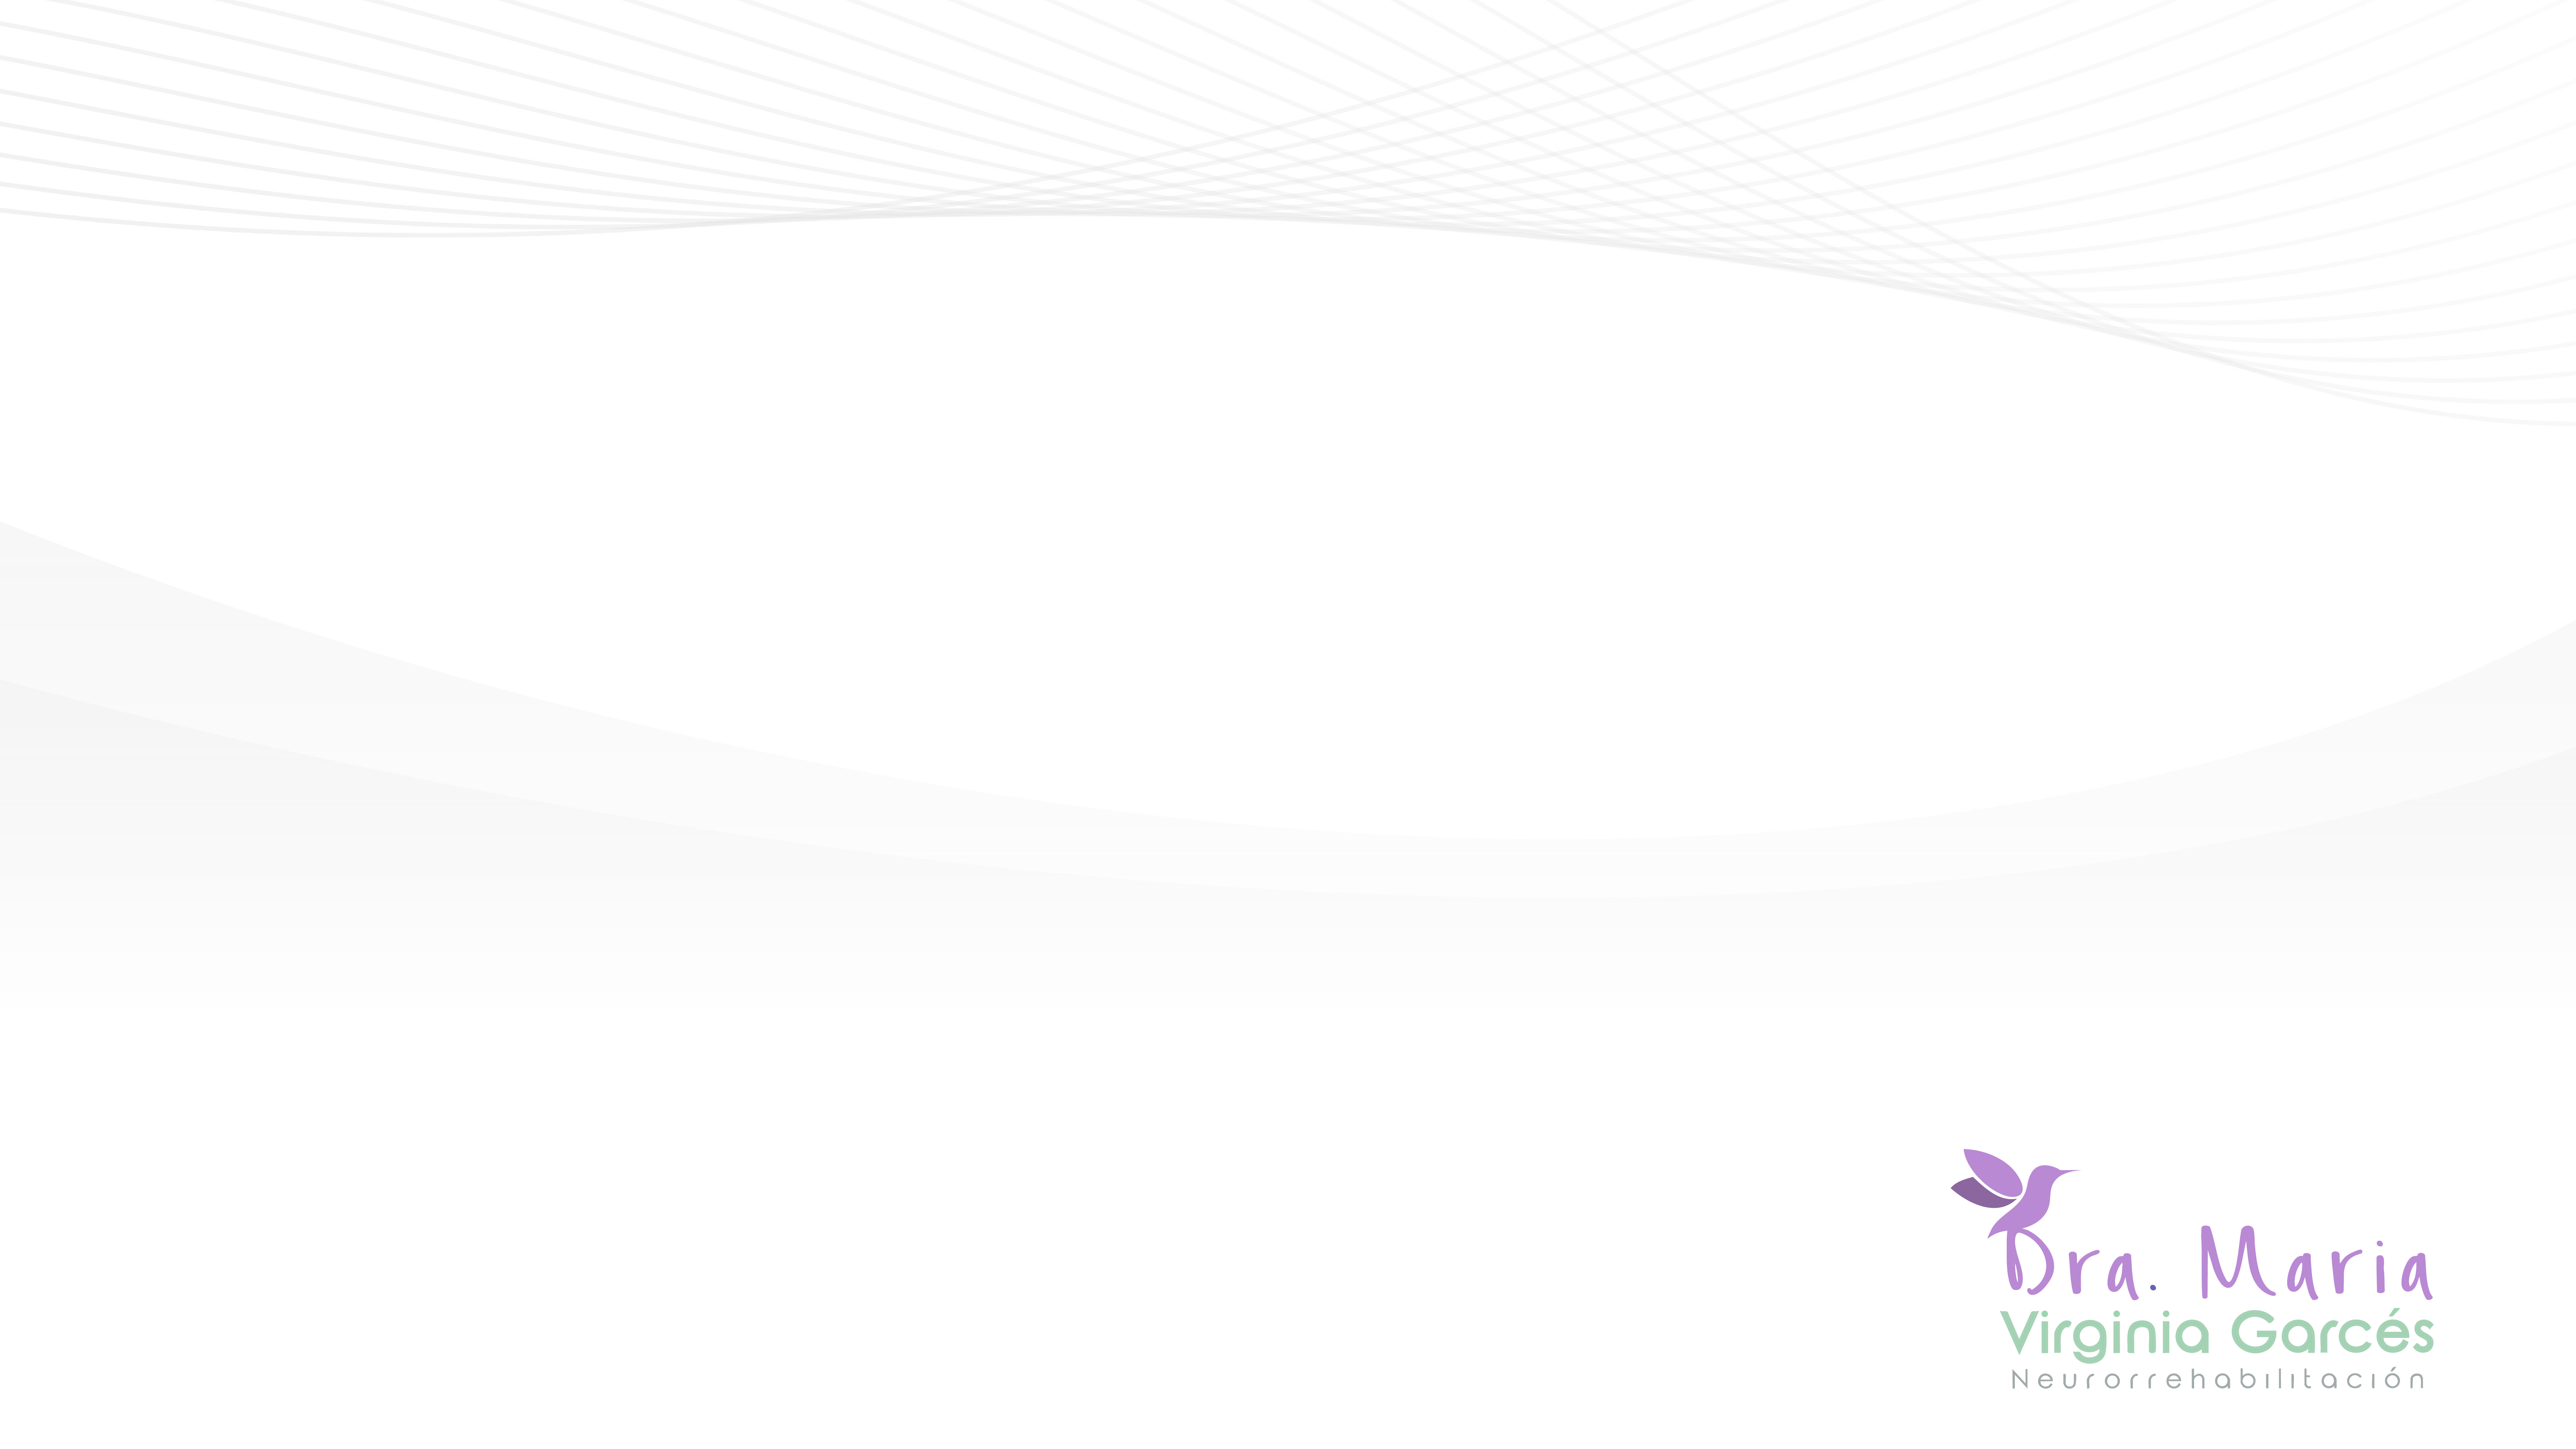 Dra. Maria
Virginia Garcés
Neurorrehabilitación